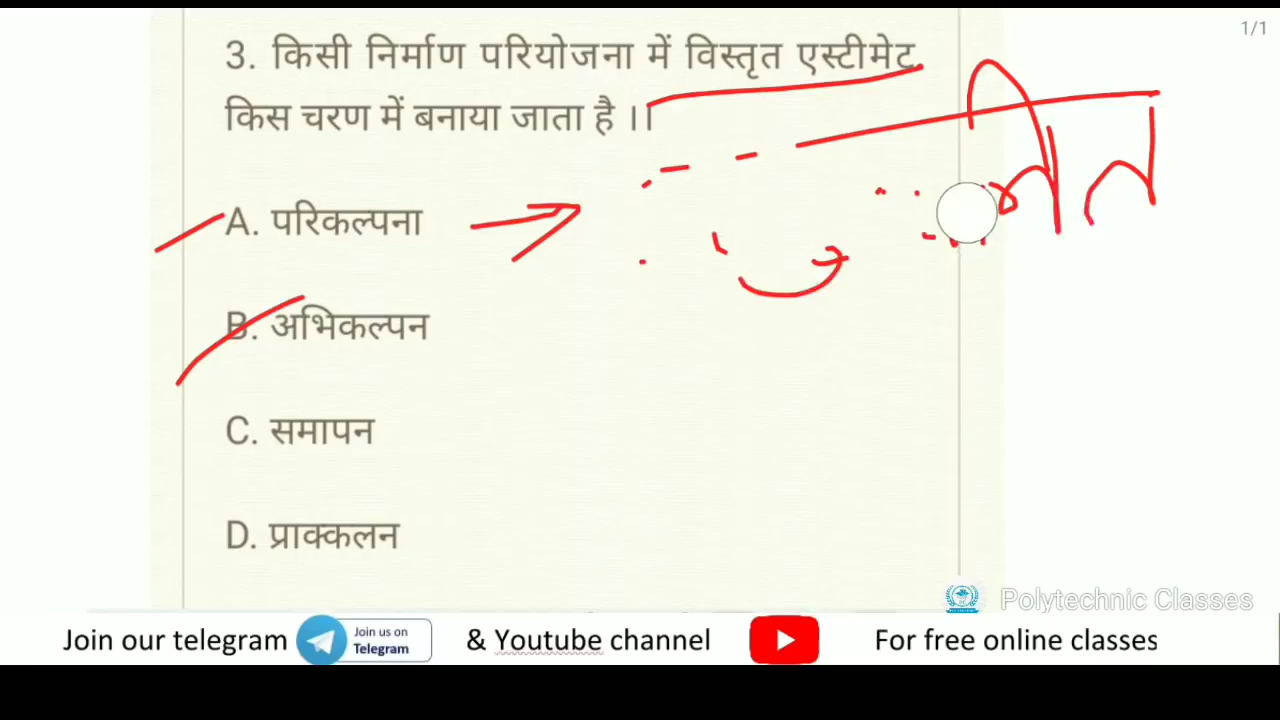 1/1
3. किसी निर्माण परियोजना में विस्तृत एस्टीमेट
किस चरण में बनाया जाता है ।।
A. परिकल्पना
B. अभिकल्पन
C. समापन
D. प्राक्कलन
Polytechnic Classes
Join our telegram Join us on Telegram & Youtube channel For free online classes